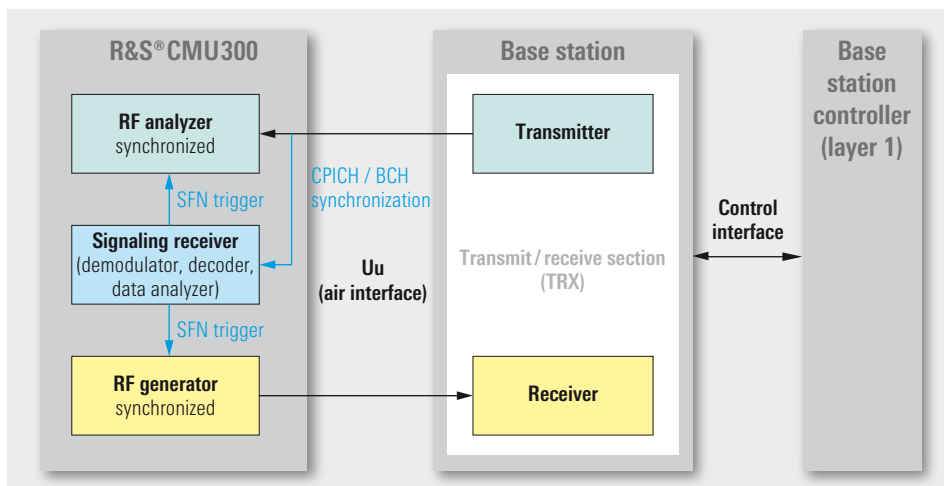 R&S® CMU300
RF analyzer
synchronized
SFN trigger
Signaling receiver
(demodulator, decoder,
data analyzer)
SFN trigger
RF generator
synchronized
CPICH / BCH
synchronization
Uu
(air interface)
Base station
Transmitter
Transmit / receive section
(TRX)
Receiver
Control
interface
Base
station
controller
(layer 1)